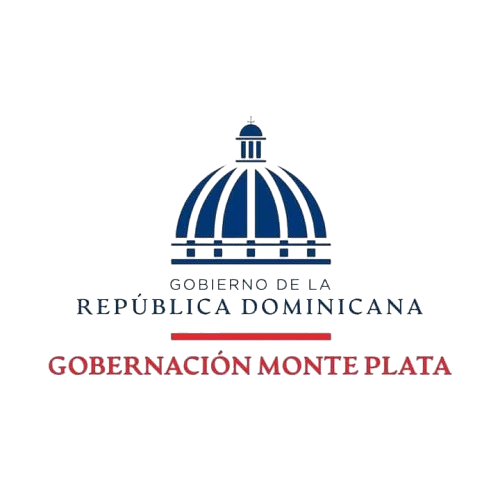 GOBIERNO DE LA
REPÚBLICA DOMINICANA
GOBERNACIÓN MONTE PLATA